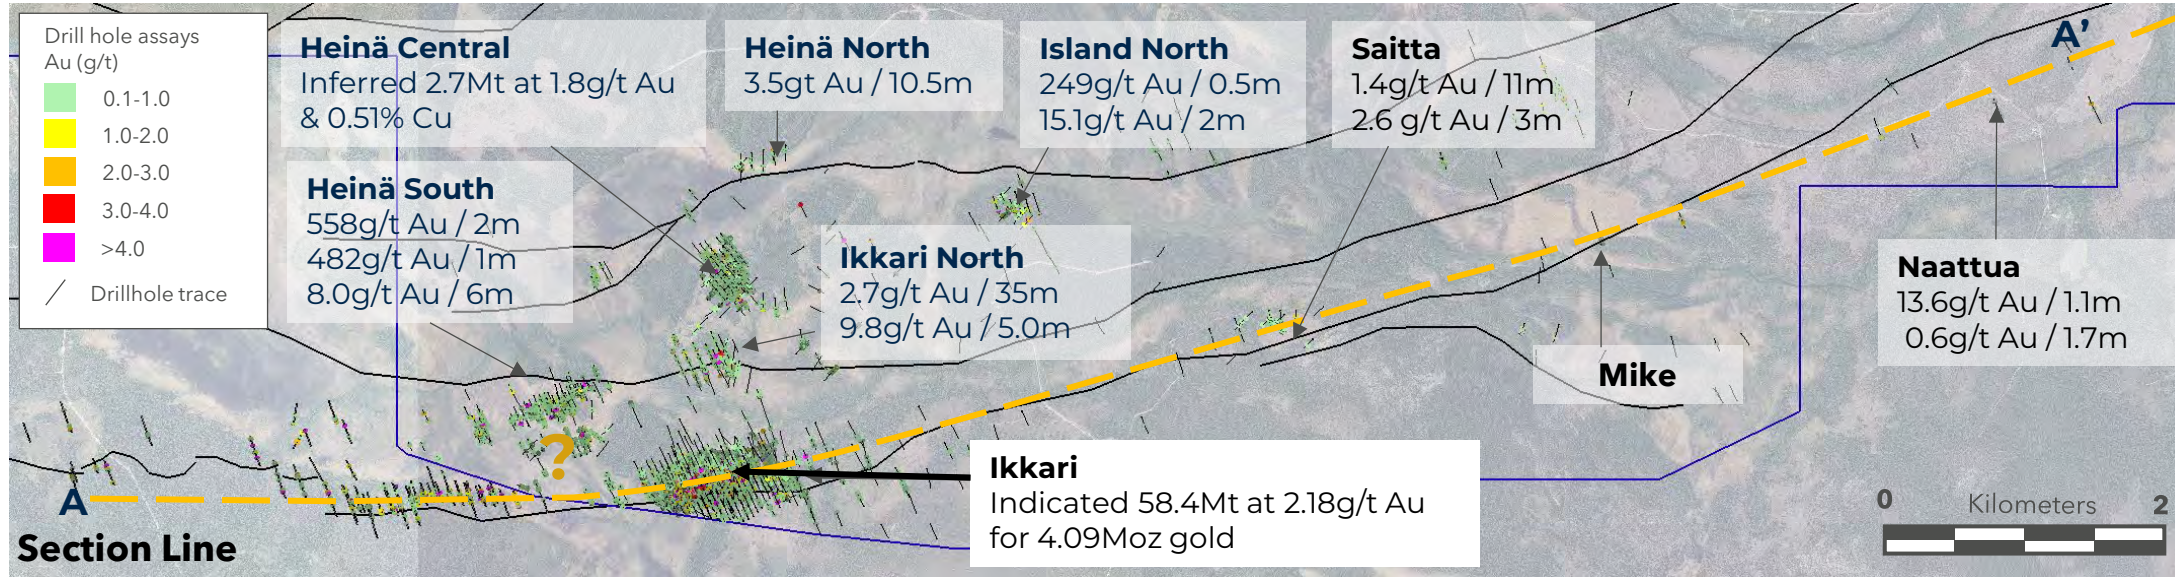 Drill hole assays
Au (g/t)
0.1-1.0
1.0-2.0
2.0-3.0
3.0-4.0
>4.0
Drillhole trace
Heinä Central
Inferred 2.7Mt at 1.8g/t Au
& 0.51% Cu
Heinä North
3.5gt Au / 10.5m
Island North
249g/t Au / 0.5m
15.1g/t Au / 2m
Saitta
1.4g/t Au / 11m
2.6 g/t Au / 3m
A’
Heinä South
558g/t Au / 2m
482g/t Au / 1m
8.0g/t Au / 6m
Ikkari North
2.7g/t Au / 35m
9.8g/t Au / 5.0m
Naattua
13.6g/t Au / 1.1m
0.6g/t Au / 1.7m
Mike
?
Ikkari
Indicated 58.4Mt at 2.18g/t Au
for 4.09Moz gold
A
Section Line
0 Kilometers 2